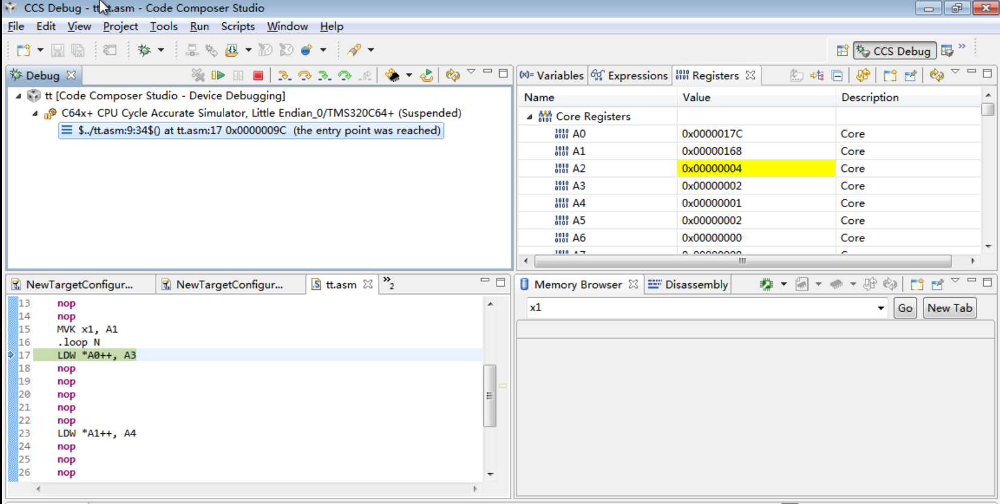 CCS Debug - tt/tt.asm - Code Composer Studio
File Edit View Project Tools Run Scripts Window Help
CCS Debug
Debug
tt [Code Composer Studio - Device Debugging]
C64x+ CPU Cycle Accurate Simulator, Little Endian_0/TMS320C64+ (Suspended)
$../tt.asm:9:34$() at tt.asm:17 0x0000009C (the entry point was reached)
Variables Expressions Registers
Name Value Description
Core Registers
A0 0x0000017C Core
A1 0x00000168 Core
A2 0x00000004 Core
A3 0x00000002 Core
A4 0x00000001 Core
A5 0x00000002 Core
A6 0x00000000 Core
NewTargetConfigur... NewTargetConfigur... tt.asm »2
13 nop
14 nop
15 MVK x1, A1
16 .loop N
17 LDW *A0++, A3
18 nop
19 nop
20 nop
21 nop
22 nop
23 LDW *A1++, A4
24 nop
25 nop
26 nop
Memory Browser Disassembly
x1 Go New Tab